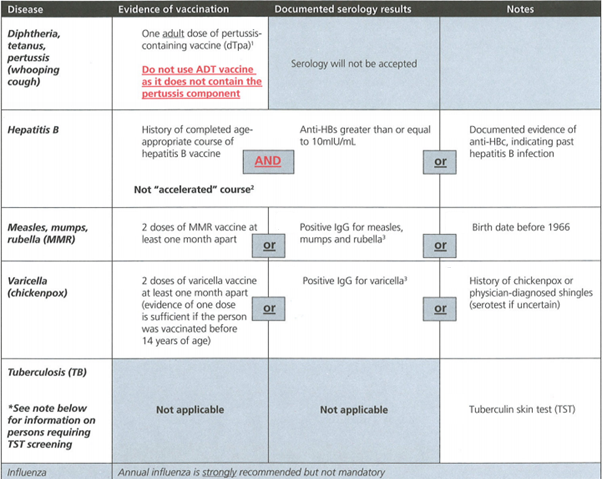 Disease Evidence of vaccination Documented serology results Notes
Diphtheria,
tetanus,
pertussis
(whooping
cough)
One adult dose of pertussis-
containing vaccine (dTpa)¹
Do not use ADT vaccine
as it does not contain the
pertussis component
Serology will not be accepted
Hepatitis B
History of completed age-
appropriate course of
hepatitis B vaccine
Not "accelerated" course²
AND
Anti-HBs greater than or equal
to 10mIU/mL
or
Documented evidence of
anti-HBc, indicating past
hepatitis B infection
Measles, mumps,
rubella (MMR)
2 doses of MMR vaccine at
least one month apart
or
Positive IgG for measles,
mumps and rubella³
or
Birth date before 1966
Varicella
(chickenpox)
2 doses of varicella vaccine
at least one month apart
(evidence of one dose
is sufficient if the person
was vaccinated before
14 years of age)
or
Positive IgG for varicella³
or
History of chickenpox or
physician-diagnosed shingles
(serotest if uncertain)
Tuberculosis (TB)
*See note below
for information on
persons requiring
TST screening
Not applicable
Not applicable
Tuberculin skin test (TST)
Influenza
Annual influenza is strongly recommended but not mandatory